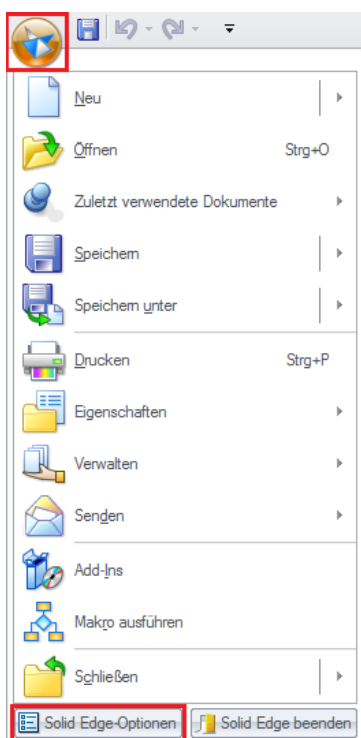 Neu
Öffnen Strg+O
Zuletzt verwendete Dokumente
Speichern
Speichern unter
Drucken Strg+P
Eigenschaften
Verwalten
Senden
Add-Ins
Makro ausführen
Schließen
Solid Edge-Optionen Solid Edge beenden